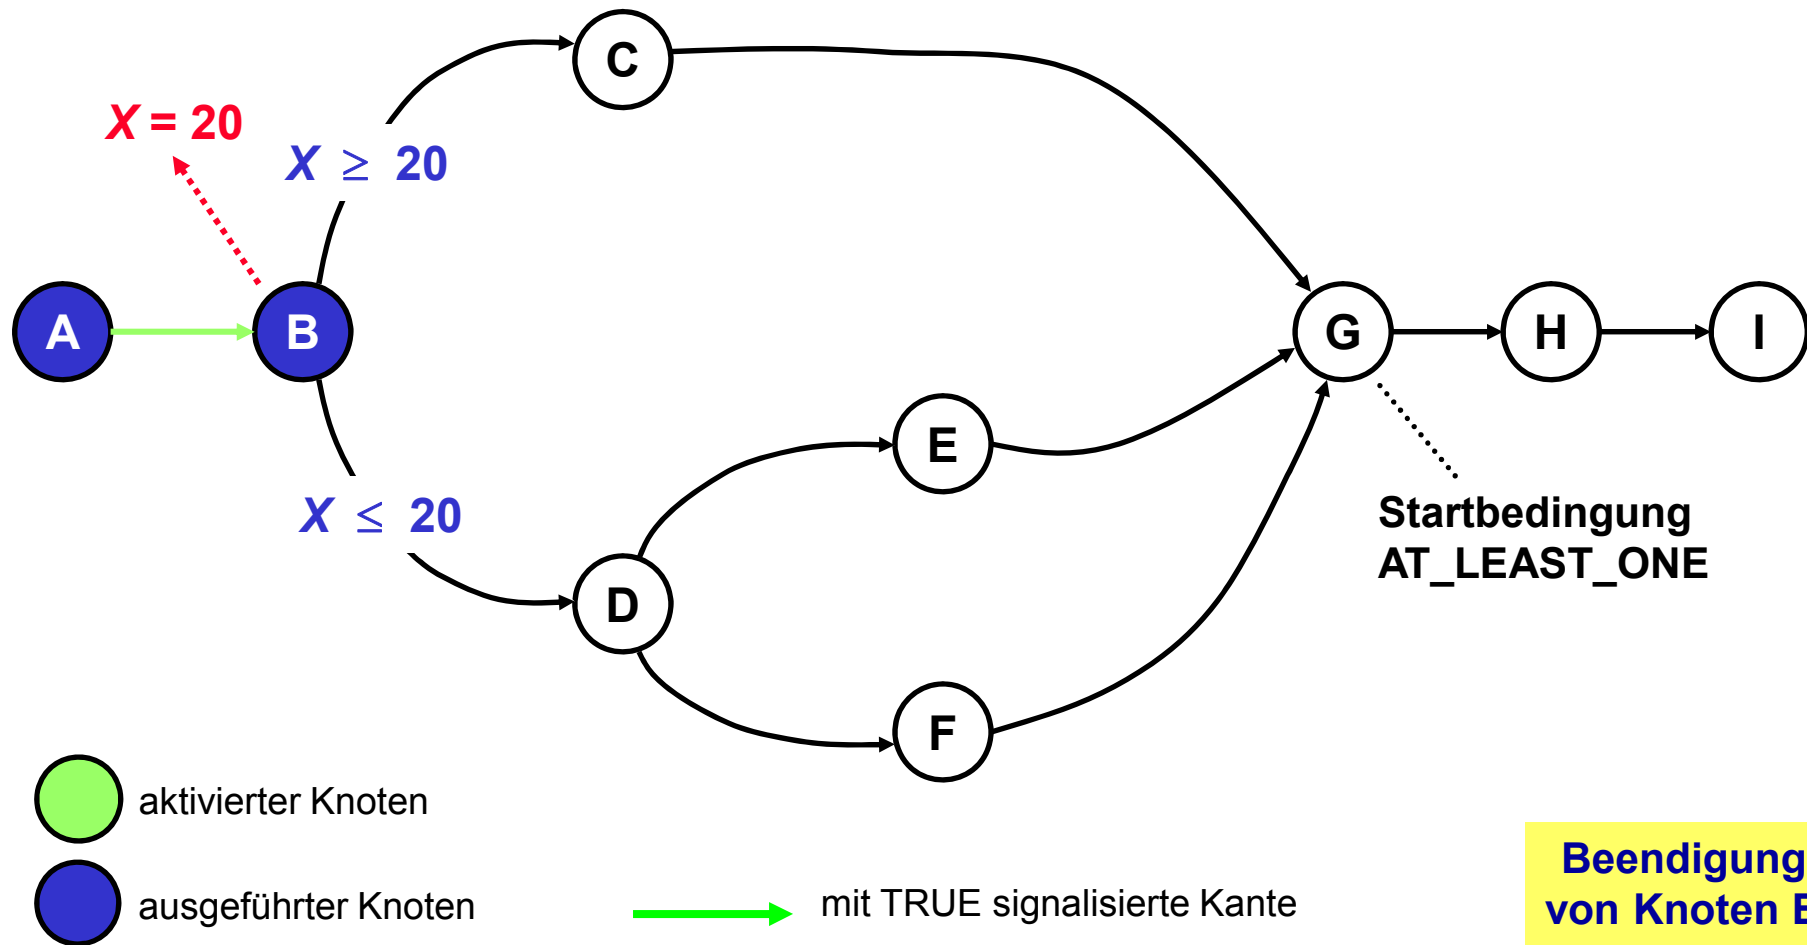 C
X = 20
X ≥ 20
A
B
G
H
I
E
X ≤ 20
Startbedingung
AT_LEAST_ONE
D
F
aktivierter Knoten
ausgeführter Knoten
mit TRUE signalisierte Kante
Beendigung
von Knoten B